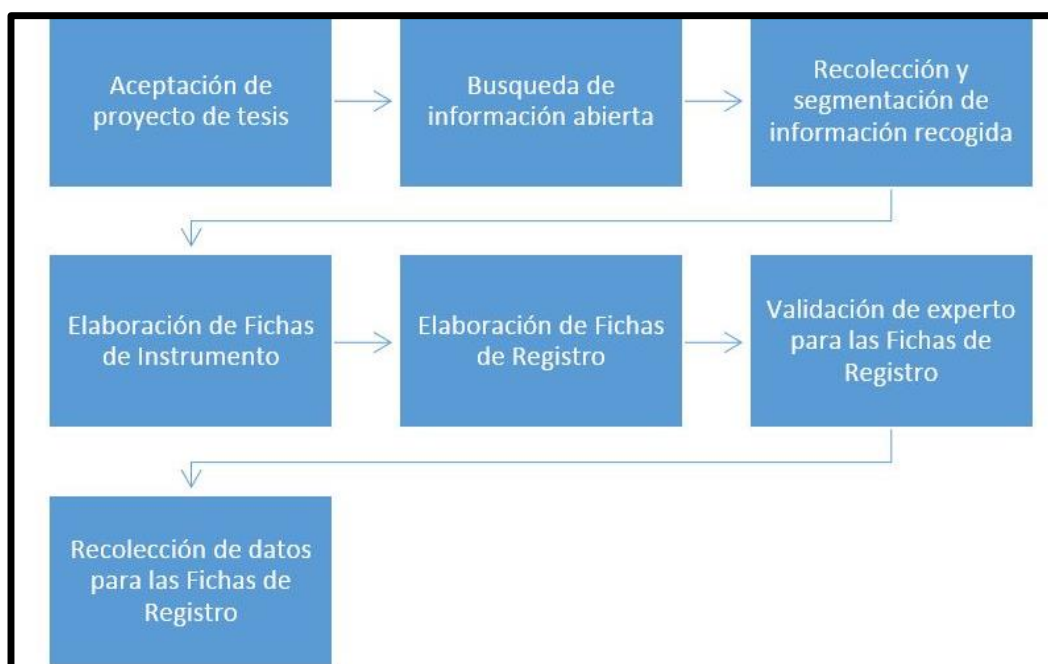 Aceptación de
proyecto de tesis
Busqueda de
información abierta
Recolección y
segmentación de
información recogida
Elaboración de Fichas
de Instrumento
Elaboración de Fichas
de Registro
Validación de experto
para las Fichas de
Registro
Recolección de datos
para las Fichas de
Registro